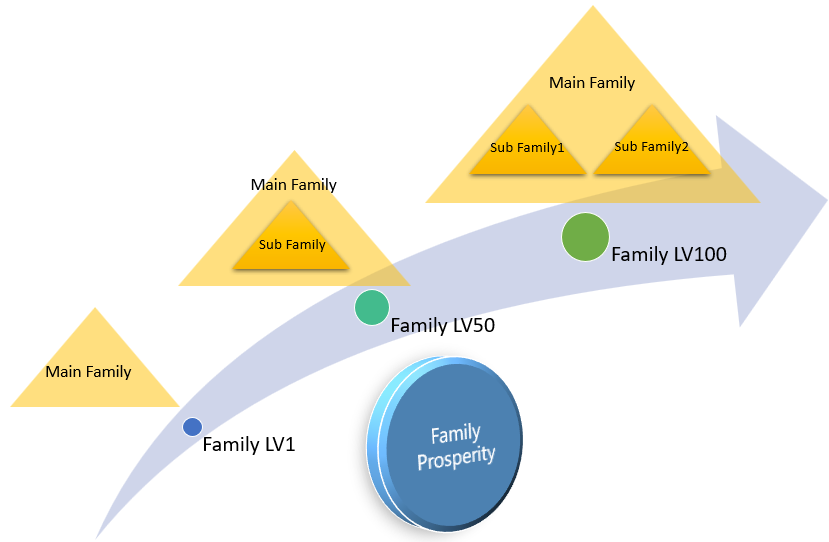 Main Family
Sub Family1
Sub Family2
Family LV100
Main Family
Sub Family
Family LV50
Main Family
Family LV1
Family
Prosperity